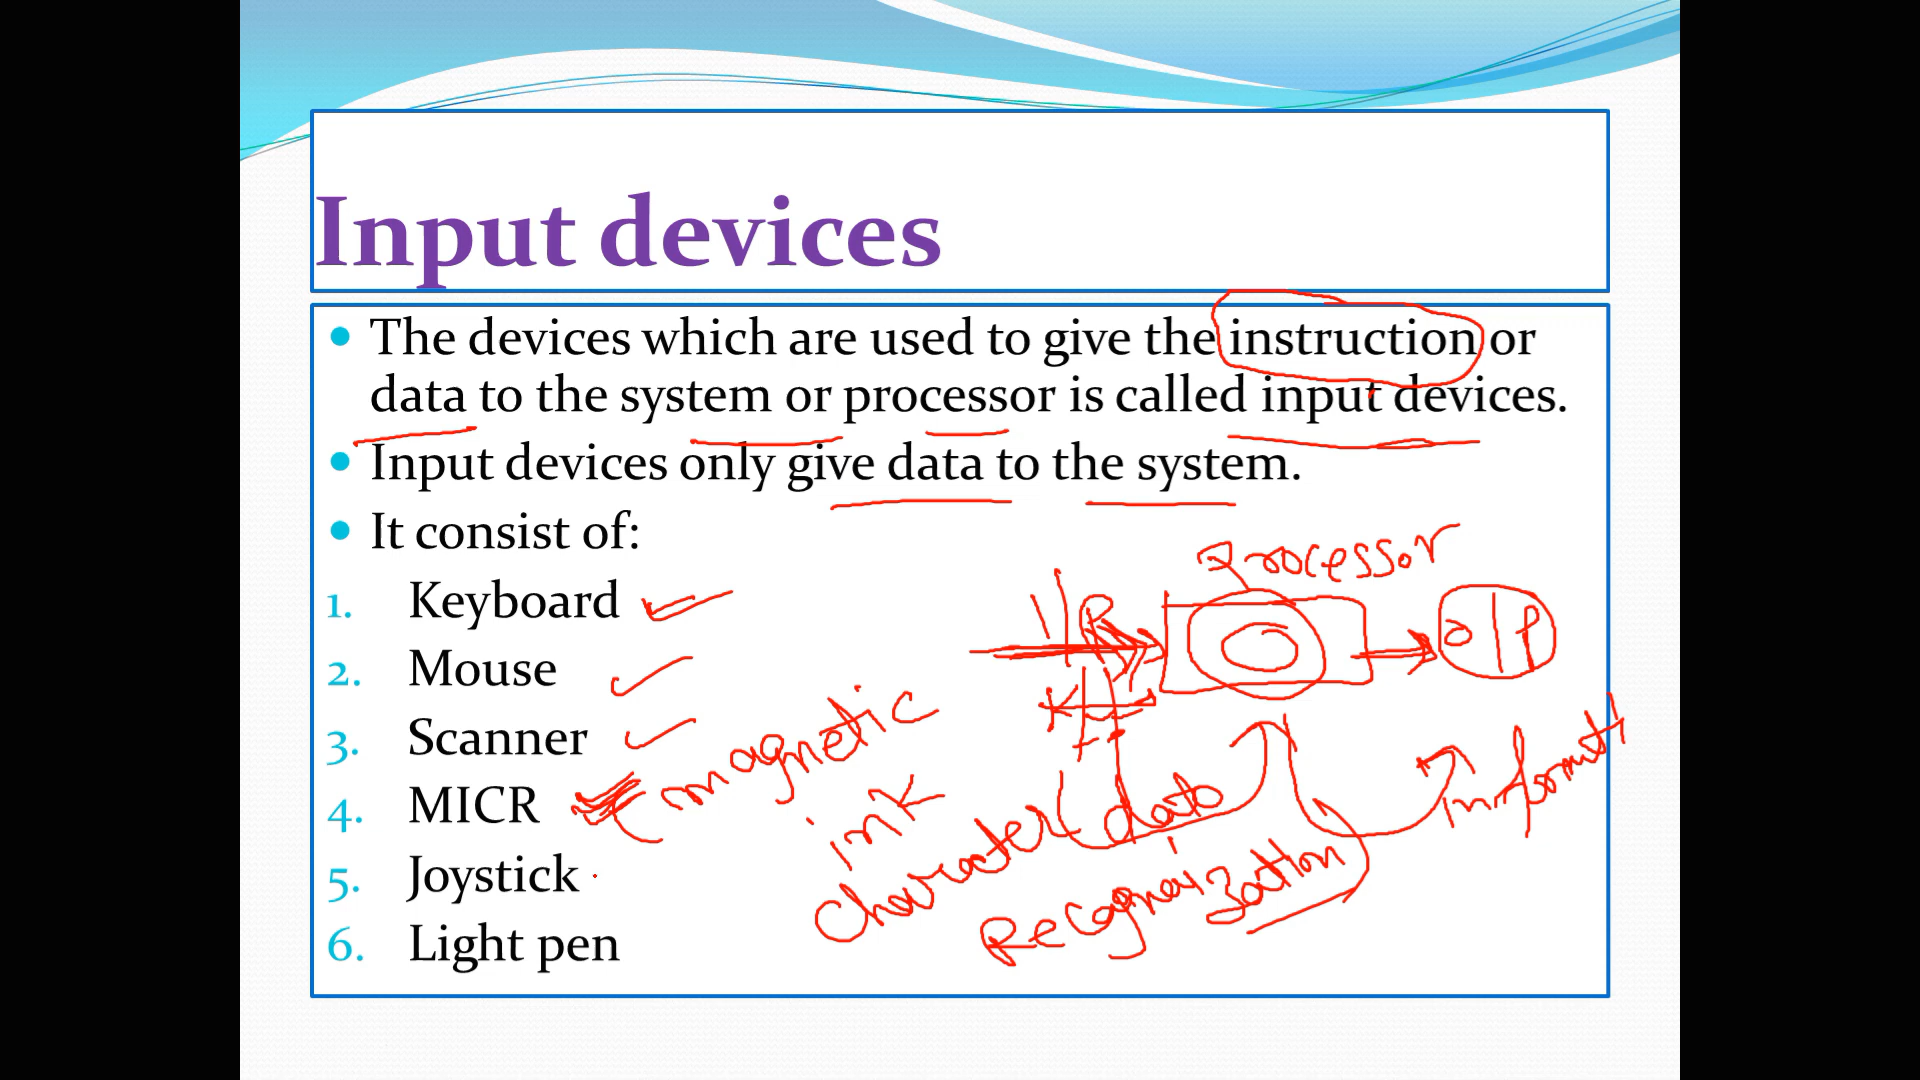 Input devices
• The devices which are used to give the instruction or
data to the system or processor is called input devices.
• Input devices only give data to the system.
• It consist of:
1. Keyboard
2. Mouse
3. Scanner
4. MICR
5. Joystick
6. Light pen
Processor
I/P
O/P
magnetic
ink
character
Recognization
data